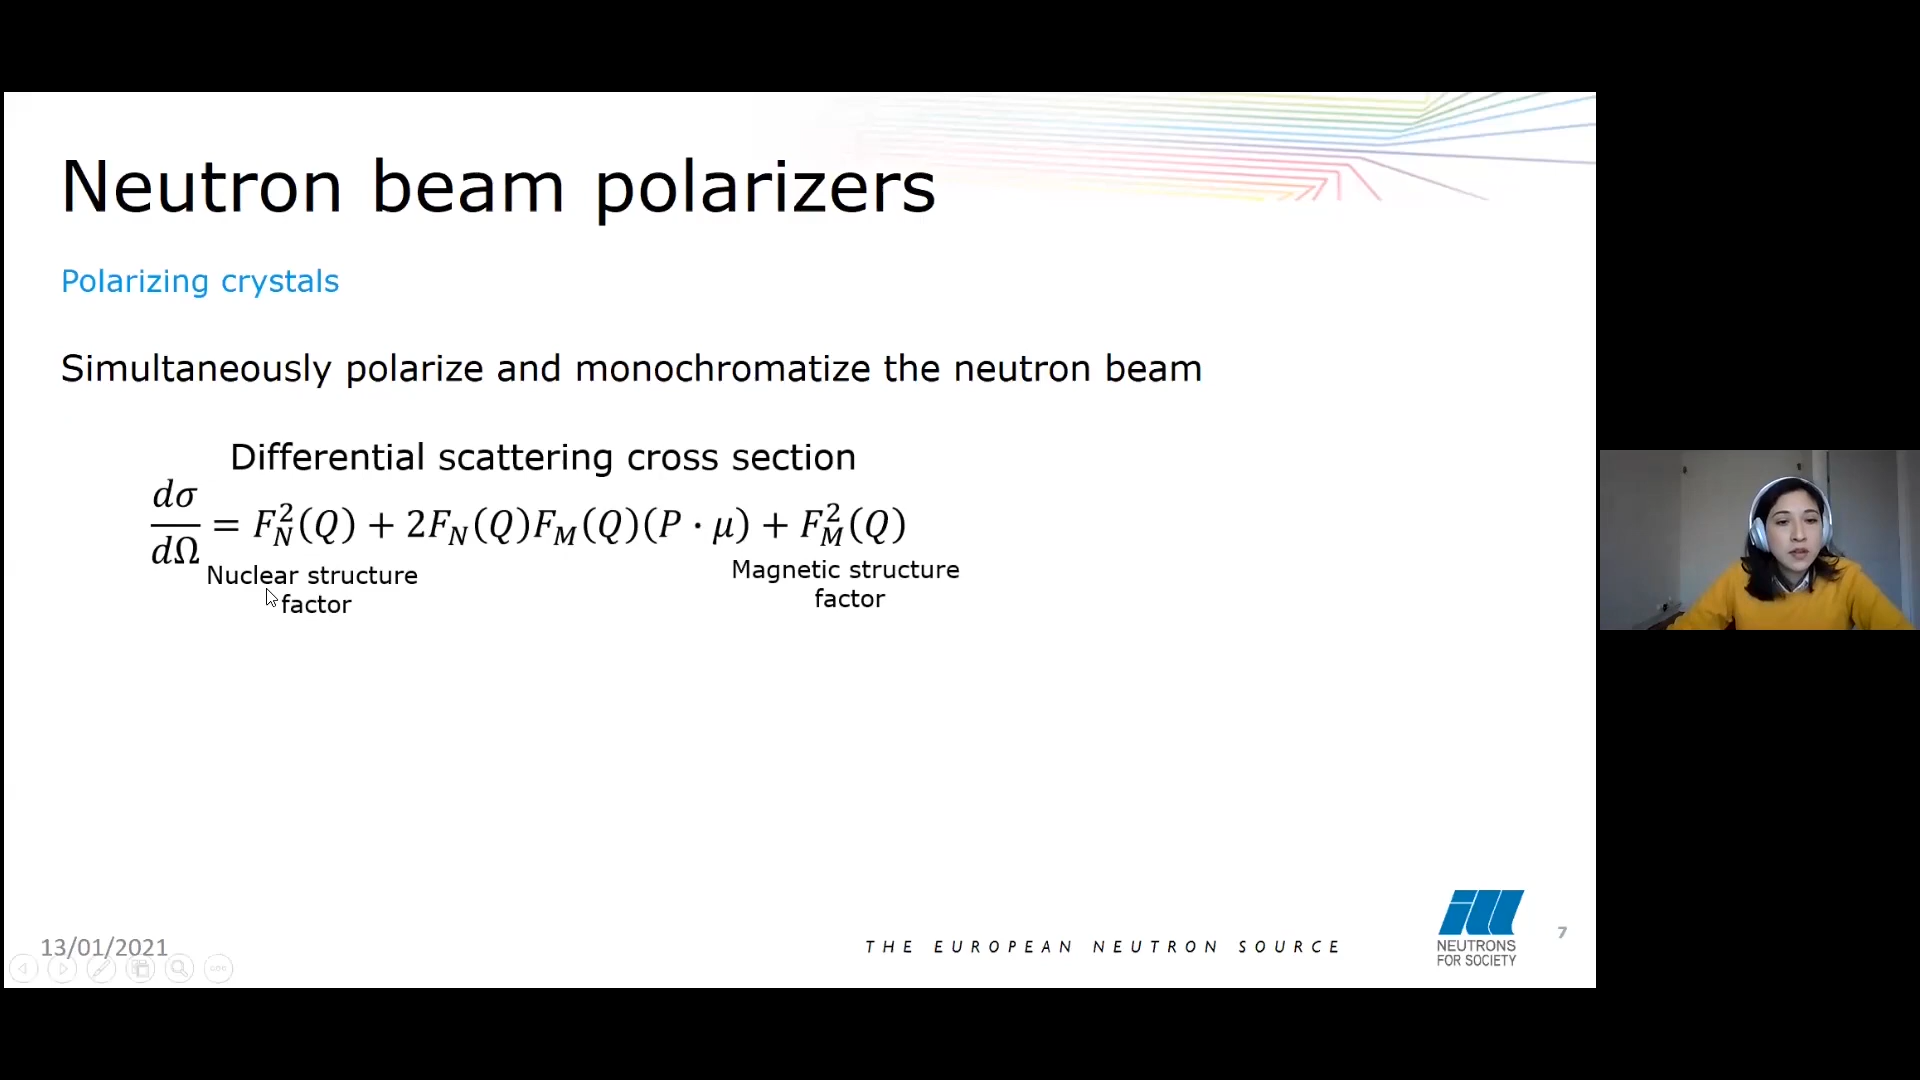 Neutron beam polarizers
Polarizing crystals
Simultaneously polarize and monochromatize the neutron beam
Differential scattering cross section
dσ/dΩ = F_N^2(Q) + 2F_N(Q)F_M(Q)(P · μ) + F_M^2(Q)
Nuclear structure
factor
Magnetic structure
factor
13/01/2021
THE EUROPEAN NEUTRON SOURCE
ill
NEUTRONS
FOR SOCIETY
7